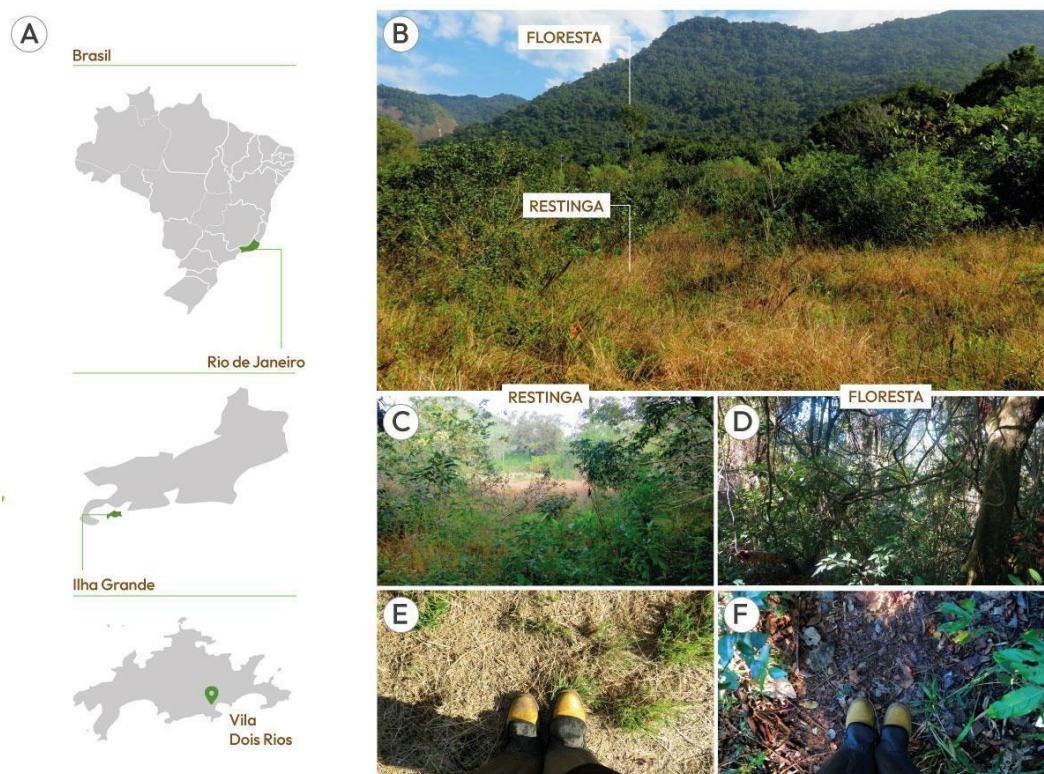 A
Brasil
Rio de Janeiro
Ilha Grande
Vila
Dois Rios
B
FLORESTA
RESTINGA
RESTINGA
FLORESTA
C
D
E
F